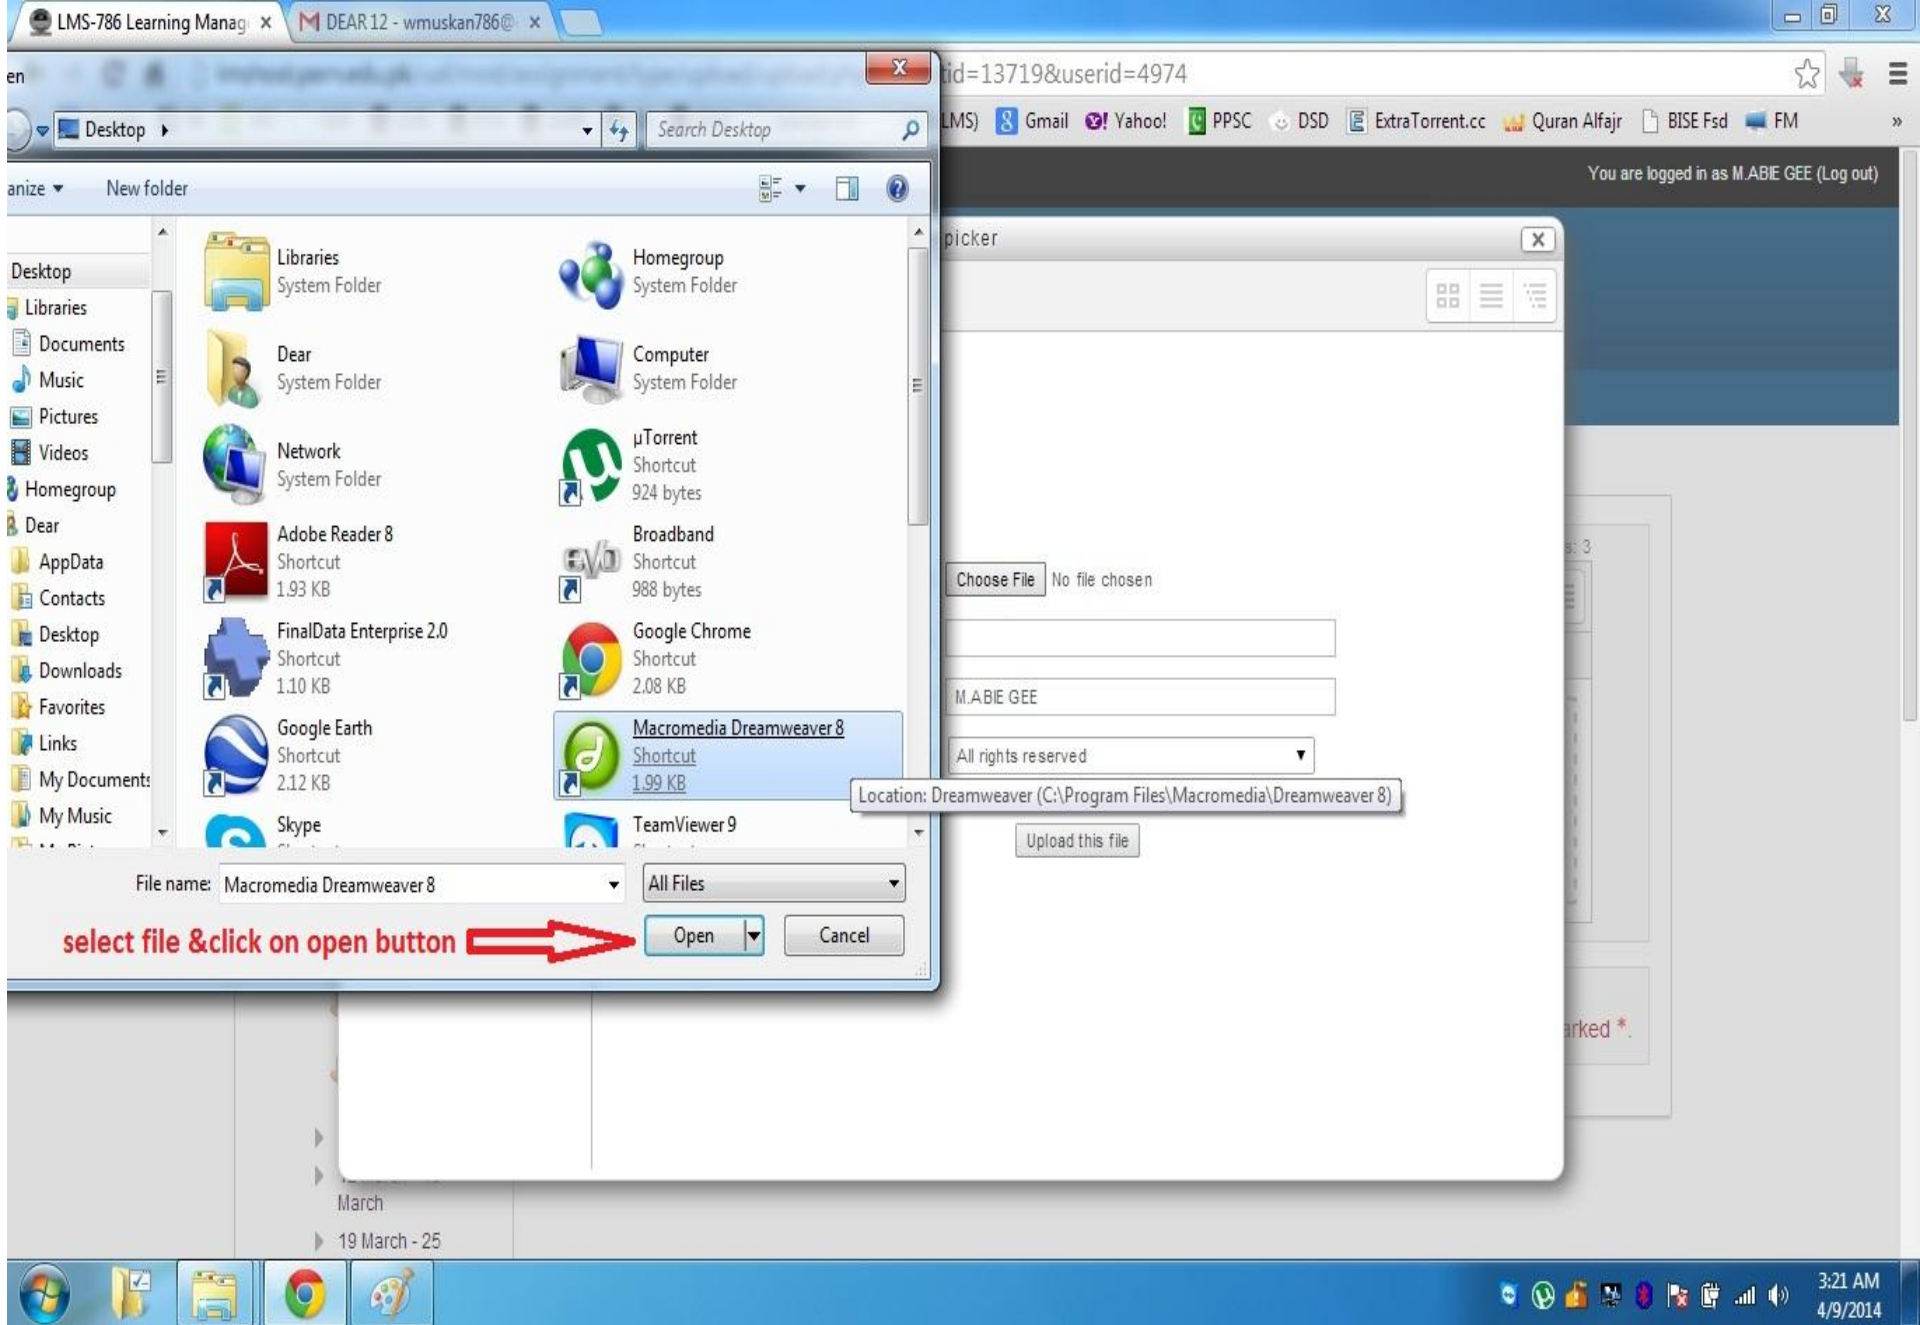 LMS-786 Learning Manag
DEAR 12 - wmuskan786@
en
tid=13719&userid=4974
Desktop
Search Desktop
LMS) Gmail Yahoo! PPSC DSD ExtraTorrent.cc Quran Alfajr BISE Fsd FM »
anize New folder
You are logged in as M.ABIE GEE (Log out)
picker
Desktop
Libraries
Documents
Music
Pictures
Videos
Homegroup
Dear
AppData
Contacts
Desktop
Downloads
Favorites
Links
My Documents
My Music
Libraries
System Folder
Homegroup
System Folder
Dear
System Folder
Computer
System Folder
Network
System Folder
µTorrent
Shortcut
924 bytes
Adobe Reader 8
Shortcut
1.93 KB
Broadband
Shortcut
988 bytes
FinalData Enterprise 2.0
Shortcut
1.10 KB
Google Chrome
Shortcut
2.08 KB
Google Earth
Shortcut
2.12 KB
Macromedia Dreamweaver 8
Shortcut
1.99 KB
Skype
TeamViewer 9
File name: Macromedia Dreamweaver 8
All Files
select file &click on open button
Open
Cancel
s: 3
Choose File No file chosen
M.ABIE GEE
All rights reserved
Location: Dreamweaver (C:\Program Files\Macromedia\Dreamweaver 8)
Upload this file
arked *.
March
19 March - 25
3:21 AM
4/9/2014